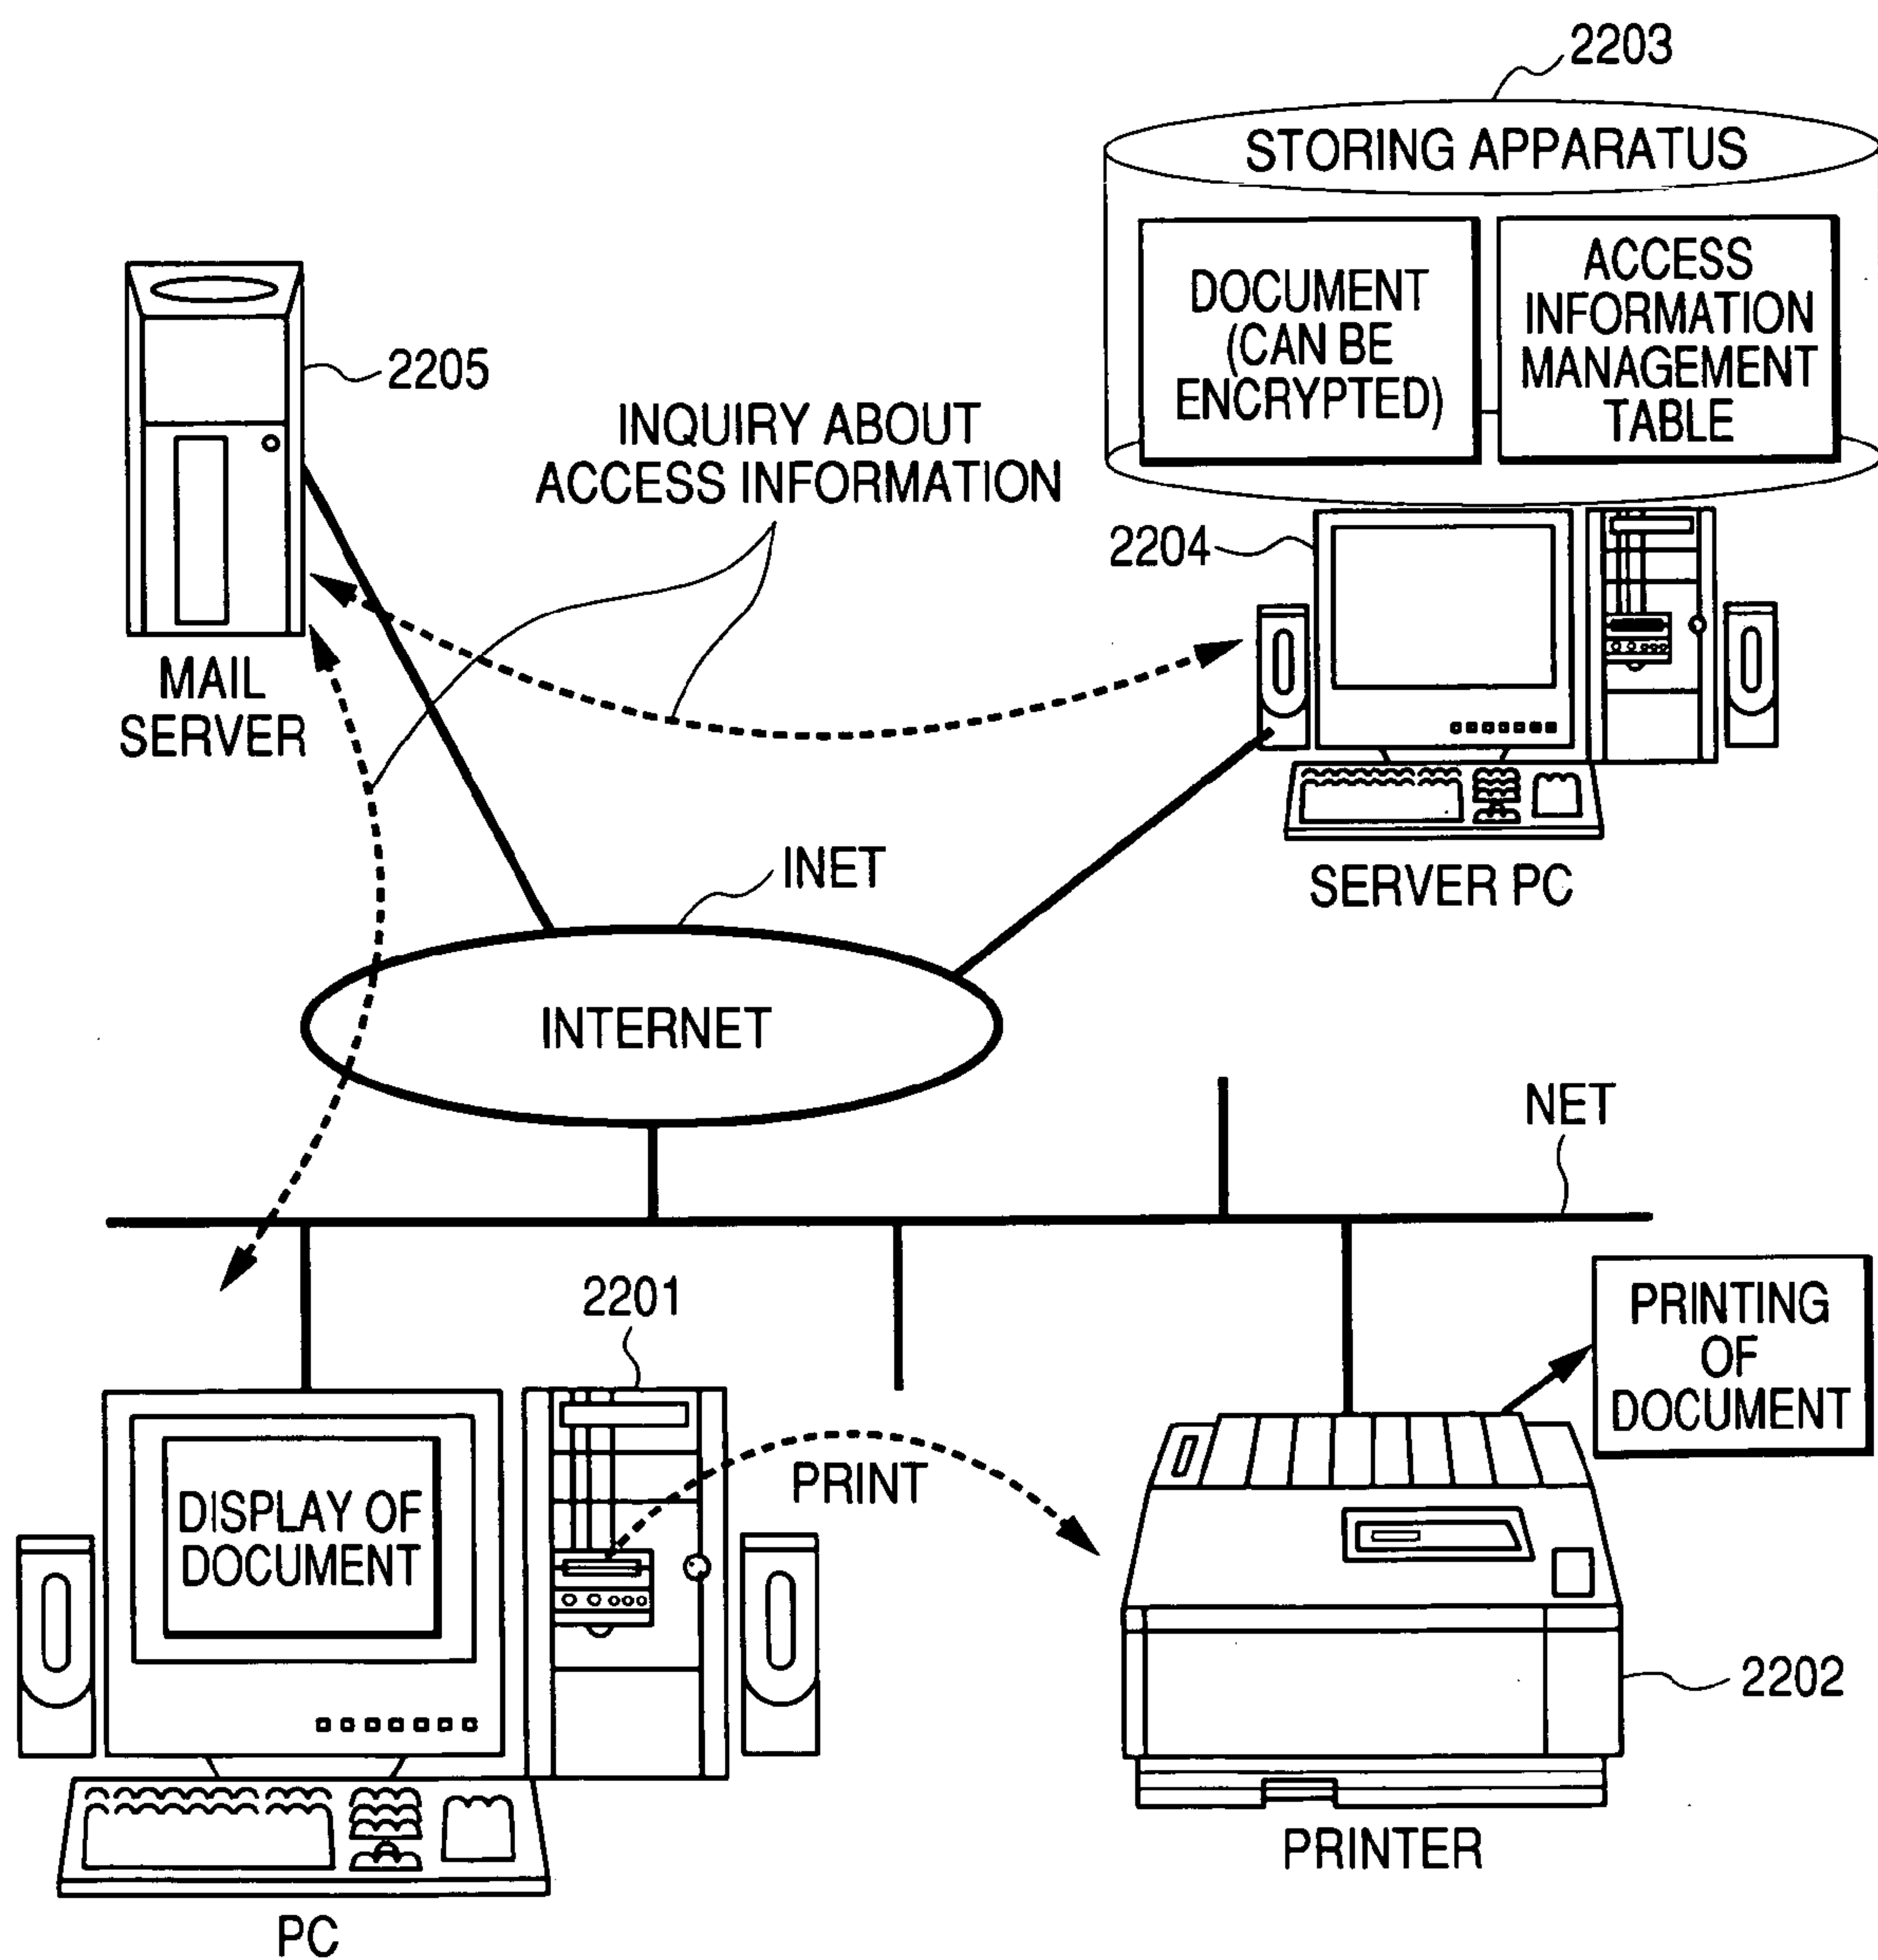 2203
STORING APPARATUS
DOCUMENT
(CAN BE
ENCRYPTED)
ACCESS
INFORMATION
MANAGEMENT
TABLE
2205
INQUIRY ABOUT
ACCESS INFORMATION
2204
MAIL
SERVER
SERVER PC
INET
INTERNET
NET
2201
PRINTING
OF
DOCUMENT
PRINT
DISPLAY OF
DOCUMENT
2202
PRINTER
PC